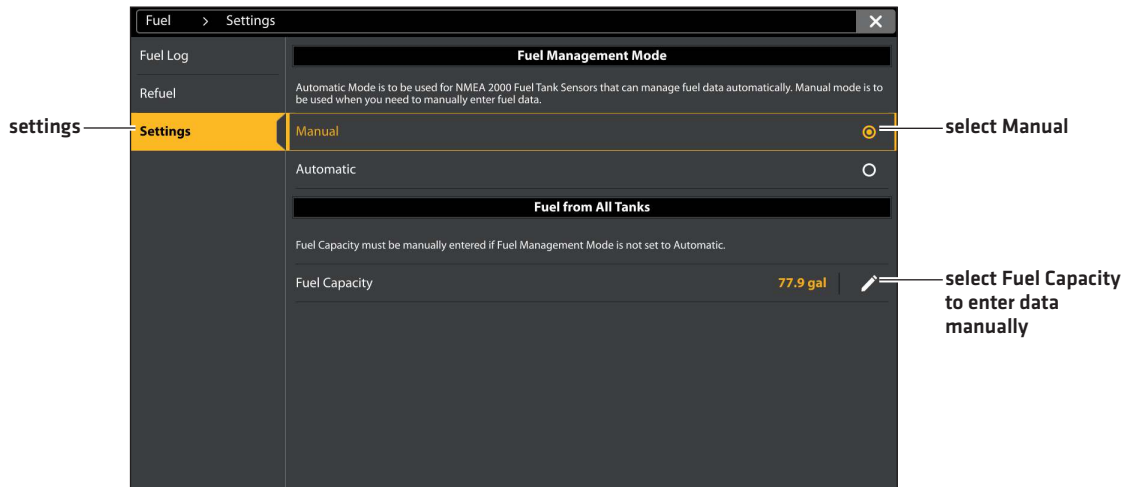 Fuel > Settings
Fuel Log
Refuel
Settings
Fuel Management Mode
Automatic Mode is to be used for NMEA 2000 Fuel Tank Sensors that can manage fuel data automatically. Manual mode is to
be used when you need to manually enter fuel data.
Manual
Automatic
Fuel from All Tanks
Fuel Capacity must be manually entered if Fuel Management Mode is not set to Automatic.
Fuel Capacity 77.9 gal
settings
select Manual
select Fuel Capacity
to enter data
manually